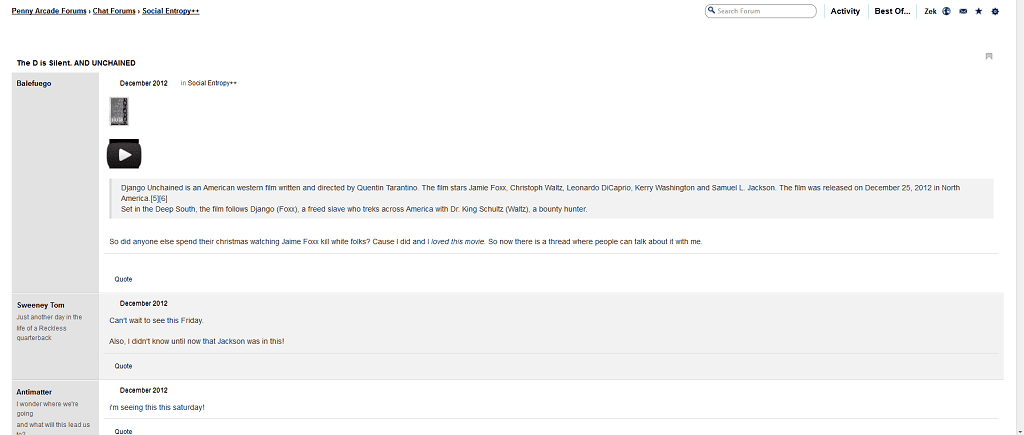 Penny Arcade Forums › Chat Forums › Social Entropy++
Search Forum
Activity
Best Of...
Zek
The D is Silent. AND UNCHAINED
Balefuego
December 2012
in Social Entropy++
Django Unchained is an American western film written and directed by Quentin Tarantino. The film stars Jamie Foxx, Christoph Waltz, Leonardo DiCaprio, Kerry Washington and Samuel L. Jackson. The film was released on December 25, 2012 in North
America.[5][6]
Set in the Deep South, the film follows Django (Foxx), a freed slave who treks across America with Dr. King Schultz (Waltz), a bounty hunter.
So did anyone else spend their christmas watching Jaime Foxx kill white folks? Cause I did and I loved this movie. So now there is a thread where people can talk about it with me.
Quote
Sweeney Tom
Just another day in the
life of a Reckless
quarterback
December 2012
Can't wait to see this Friday.
Also, I didn't know until now that Jackson was in this!
Quote
Antimatter
I wonder where we're
going
and what will this lead us
to?
December 2012
i'm seeing this this saturday!
Quote